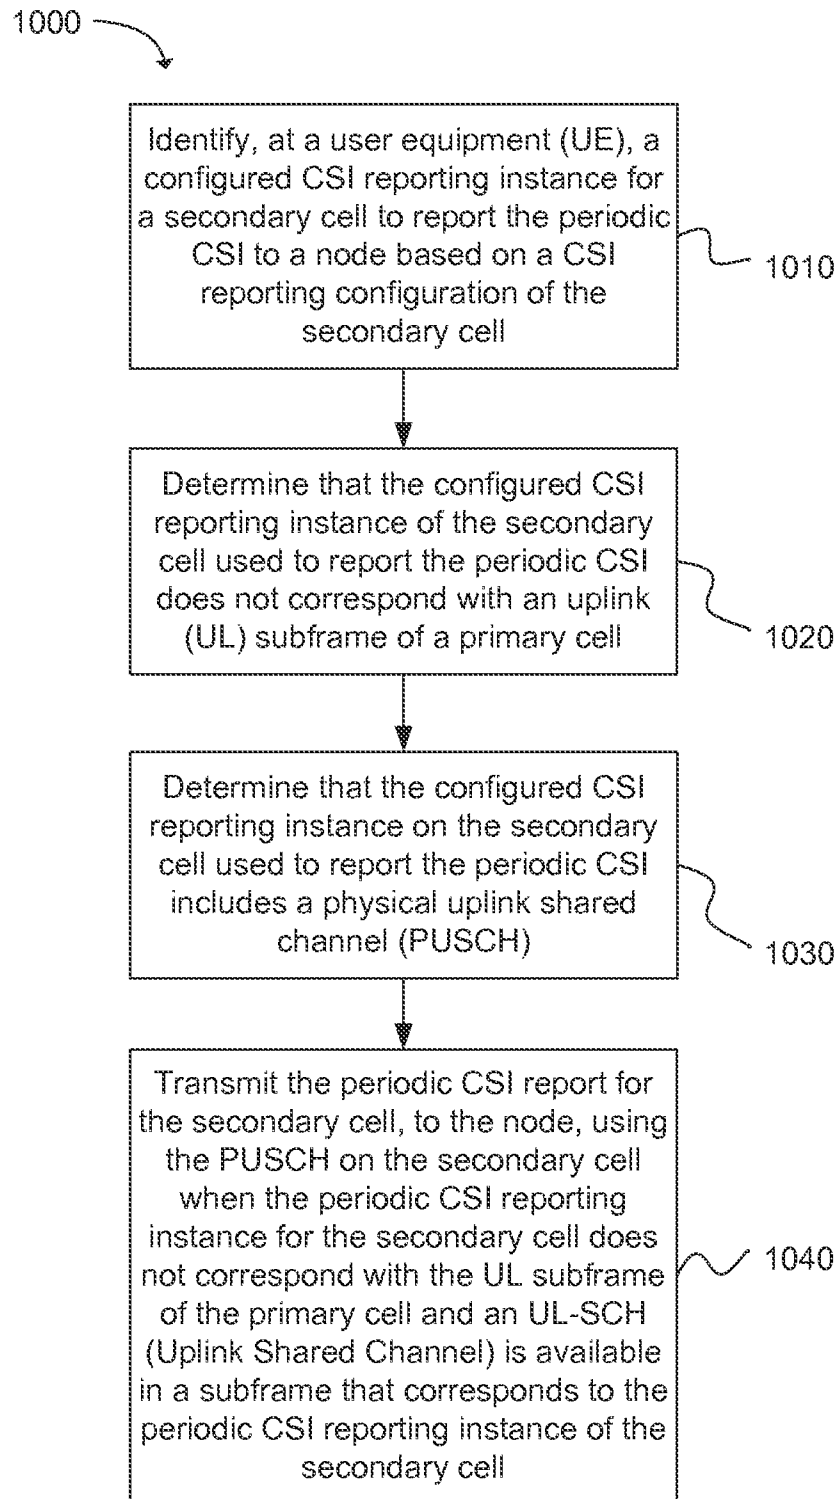 1000
Identify, at a user equipment (UE), a
configured CSI reporting instance for
a secondary cell to report the periodic
CSI to a node based on a CSI
reporting configuration of the
secondary cell
1010
Determine that the configured CSI
reporting instance of the secondary
cell used to report the periodic CSI
does not correspond with an uplink
(UL) subframe of a primary cell
1020
Determine that the configured CSI
reporting instance on the secondary
cell used to report the periodic CSI
includes a physical uplink shared
channel (PUSCH)
1030
Transmit the periodic CSI report for
the secondary cell, to the node, using
the PUSCH on the secondary cell
when the periodic CSI reporting
instance for the secondary cell does
not correspond with the UL subframe
of the primary cell and an UL-SCH
(Uplink Shared Channel) is available
in a subframe that corresponds to the
periodic CSI reporting instance of the
secondary cell
1040